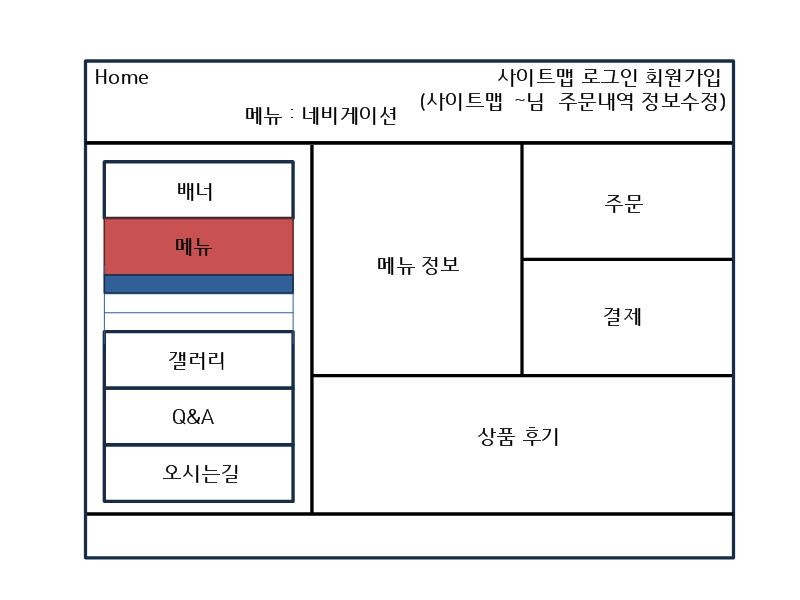 Home
사이트맵 로그인 회원가입
(사이트맵 ~님 주문내역 정보수정)
메뉴 : 네비게이션
배너
메뉴
갤러리
Q&A
오시는길
메뉴 정보
주문
결제
상품 후기